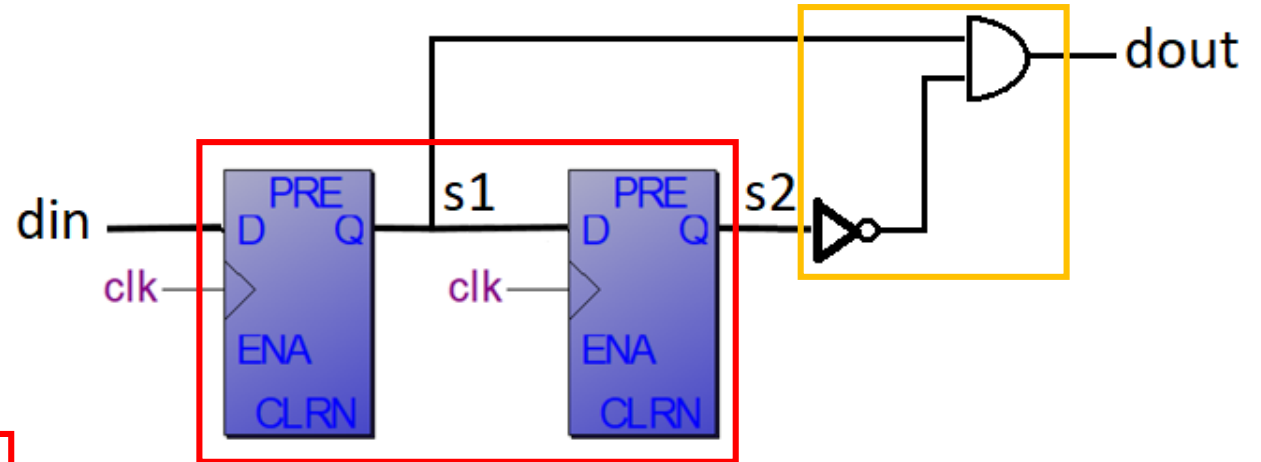 dout
PRE
s1
PRE
s2
din
D
Q
D
Q
clk
clk
ENA
ENA
CLRN
CLRN